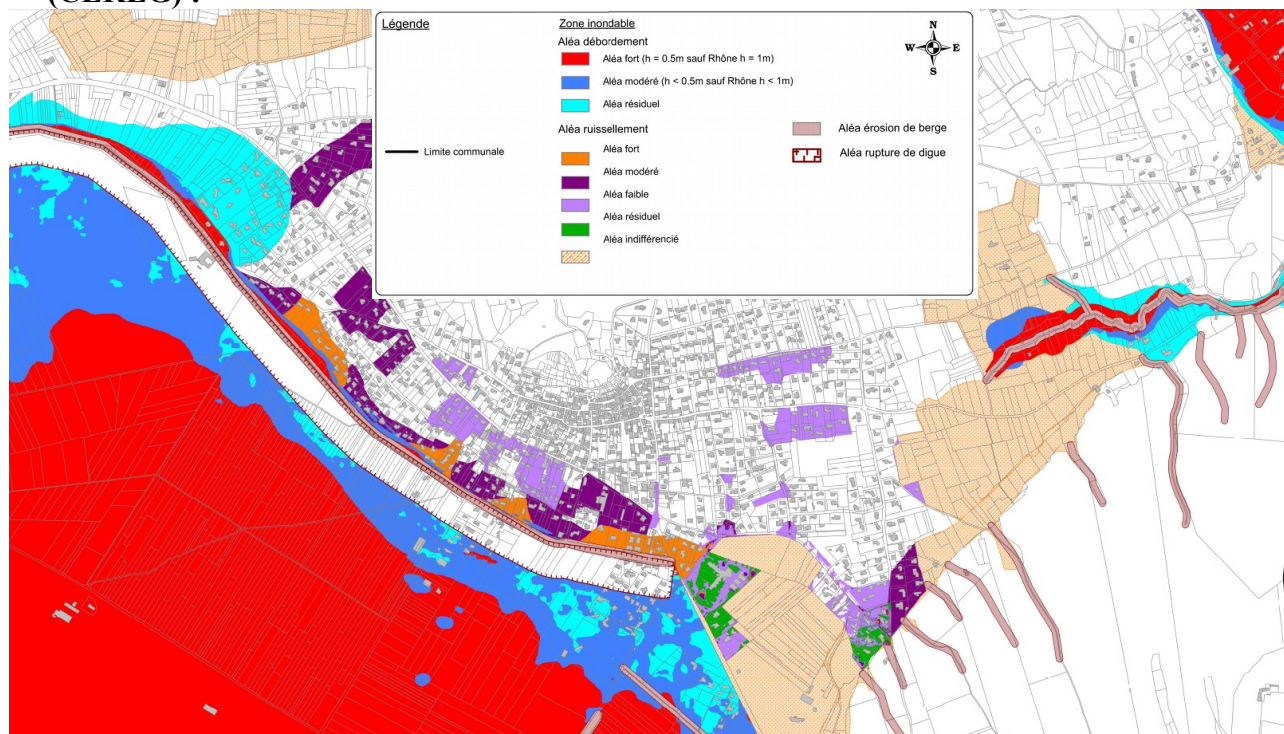 (CEREG) :
Légende
Zone inondable
Aléa débordement
Aléa fort (h = 0.5m sauf Rhône h = 1m)
Aléa modéré (h < 0.5m sauf Rhône h < 1m)
Aléa résiduel
Aléa ruissellement
Aléa fort
Aléa modéré
Aléa faible
Aléa résiduel
Aléa indifférencié
Limite communale
Aléa érosion de berge
Aléa rupture de digue
N
W E
S